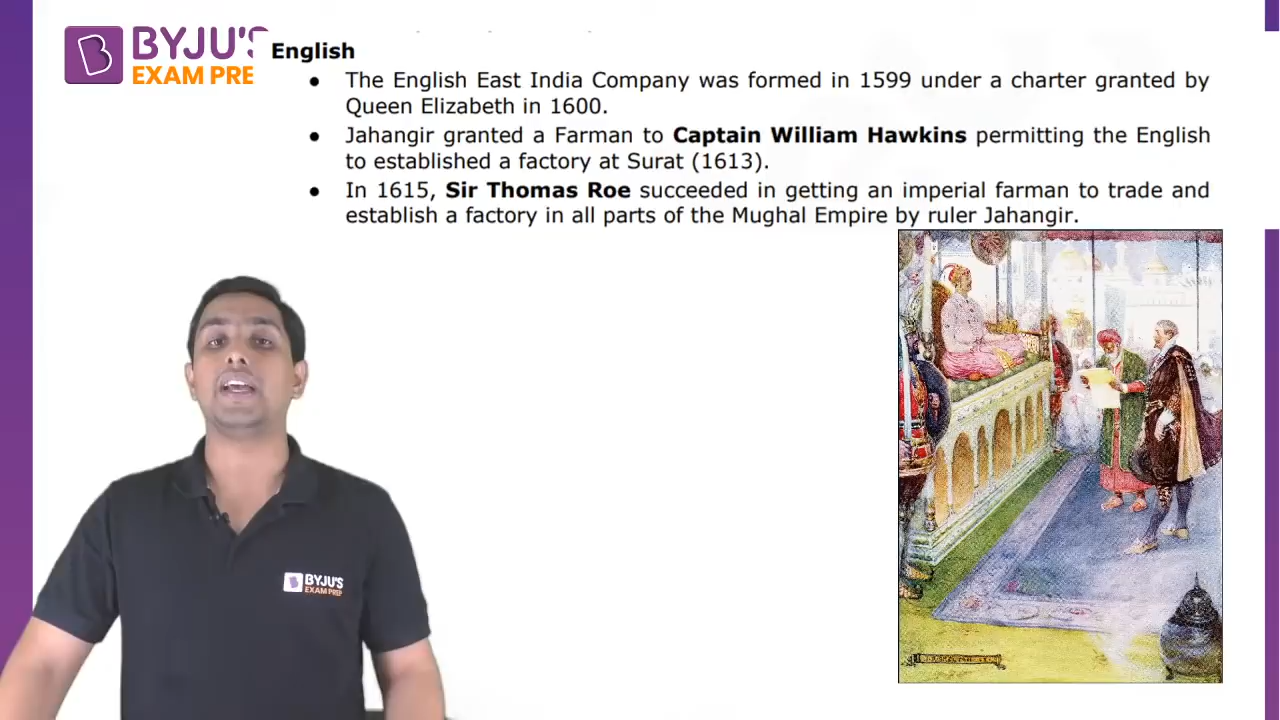 BYJU'S
EXAM PRE
English
● The English East India Company was formed in 1599 under a charter granted by
Queen Elizabeth in 1600.
● Jahangir granted a Farman to Captain William Hawkins permitting the English
to established a factory at Surat (1613).
● In 1615, Sir Thomas Roe succeeded in getting an imperial farman to trade and
establish a factory in all parts of the Mughal Empire by ruler Jahangir.
BYJU'S
EXAM PREP